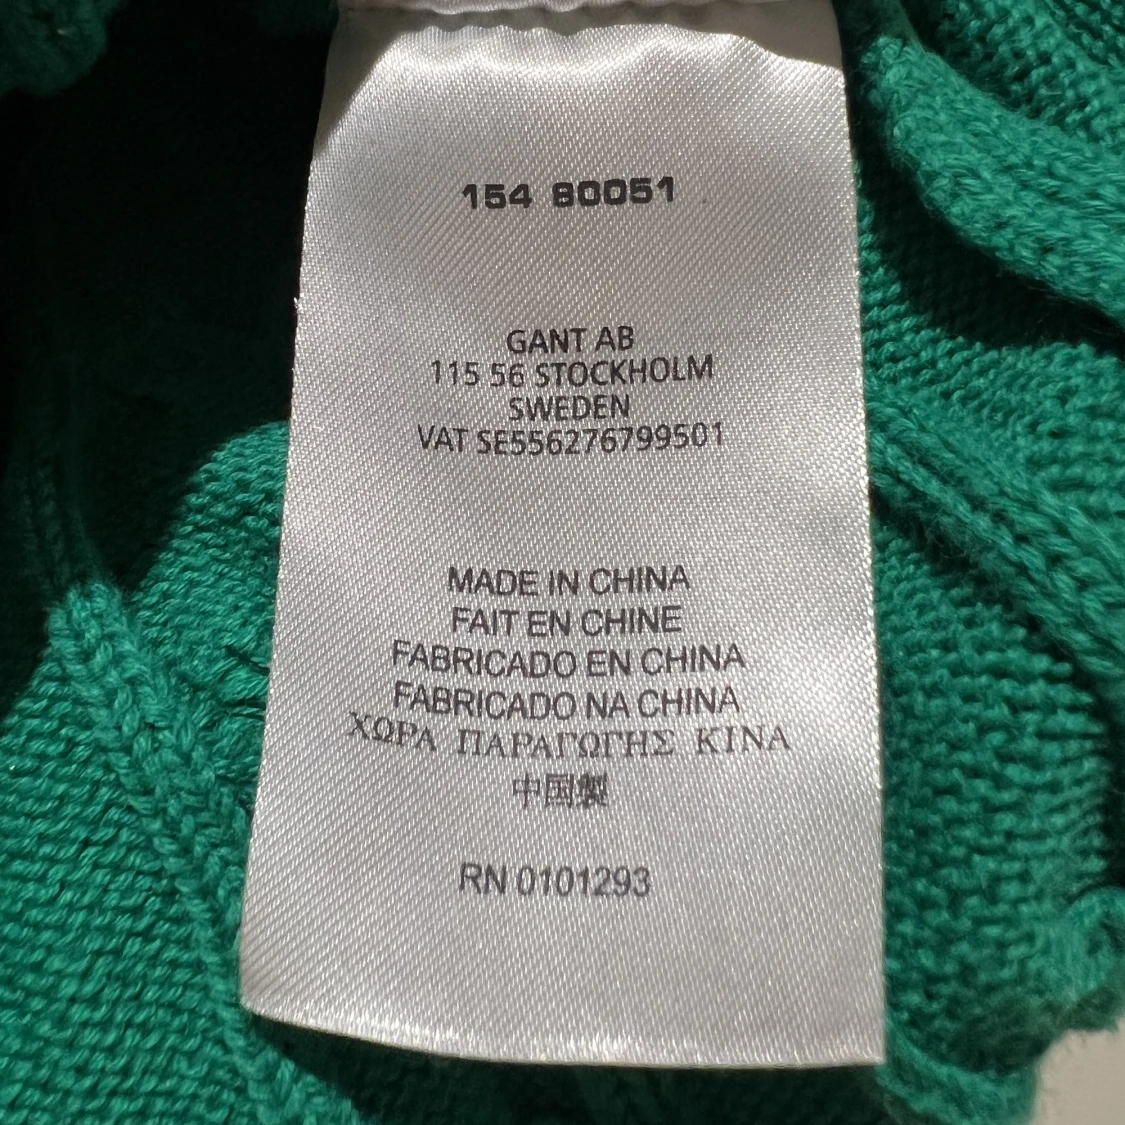 154 80051
GANT AB
115 56 STOCKHOLM
SWEDEN
VAT SE556276799501
MADE IN CHINA
FAIT EN CHINE
FABRICADO EN CHINA
FABRICADO NA CHINA
ΧΩΡΑ ΠΑΡΑΓΩΓΗΣ ΚΙΝΑ
中国製
RN 0101293